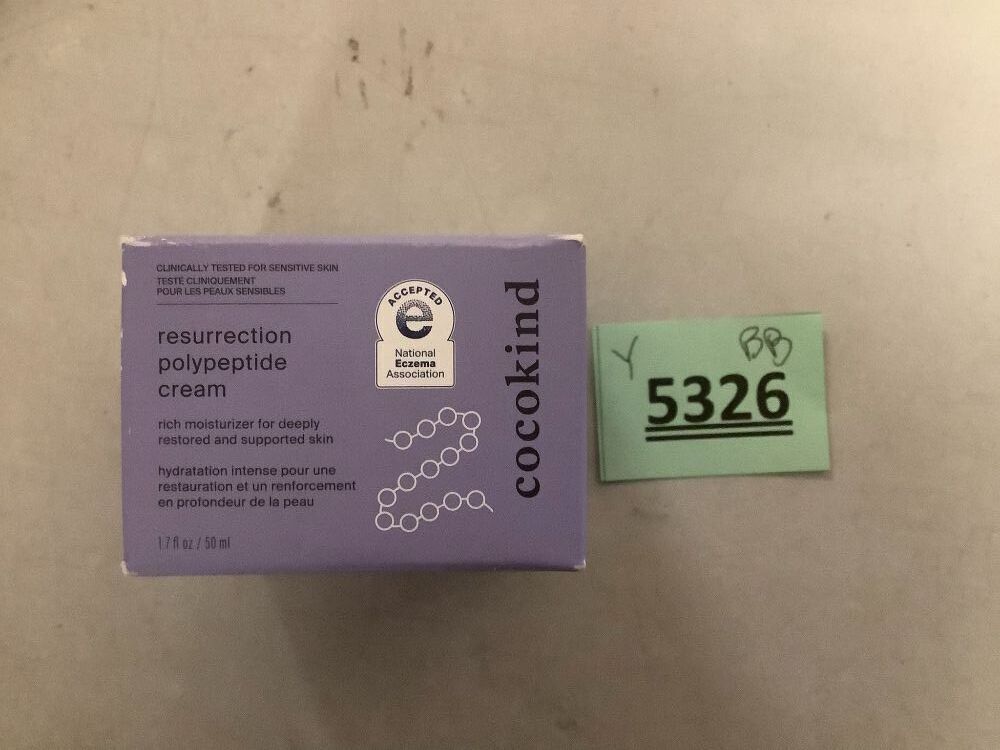 CLINICALLY TESTED FOR SENSITIVE SKIN
TESTÉ CLINIQUEMENT
POUR LES PEAUX SENSIBLES
resurrection
polypeptide
cream
rich moisturizer for deeply
restored and supported skin
hydratation intense pour une
restauration et un renforcement
en profondeur de la peau
1.7 fl oz / 50 ml
ACCEPTED
e
National
Eczema
Association
cocokind
Y
BB
5326